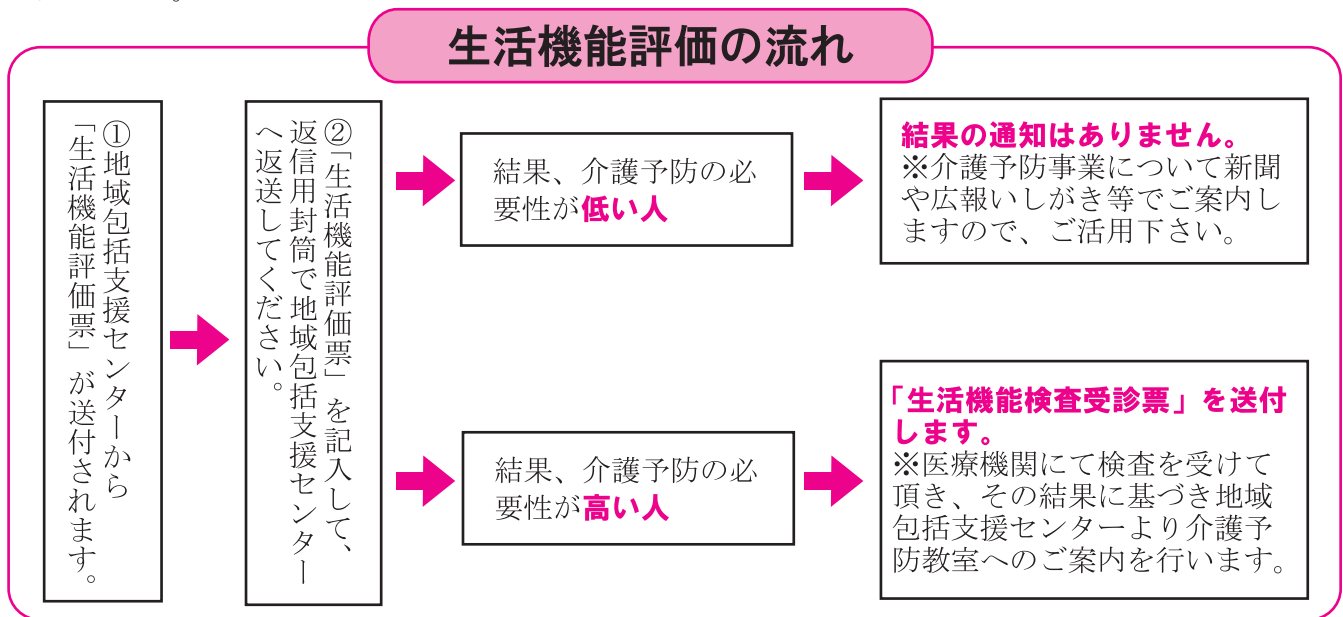 生活機能評価の流れ
①地域包括支援センターから
「生活機能評価票」が送付されます。
②「生活機能評価票」を記入して、
返信用封筒で地域包括支援センター
へ返送してください。
結果、介護予防の必
要性が低い人
結果の通知はありません。
※介護予防事業について新聞
や広報いしがき等でご案内し
ますので、ご活用下さい。
結果、介護予防の必
要性が高い人
「生活機能検査受診票」を送付
します。
※医療機関にて検査を受けて
頂き、その結果に基づき地域
包括支援センターより介護予
防教室へのご案内を行います。